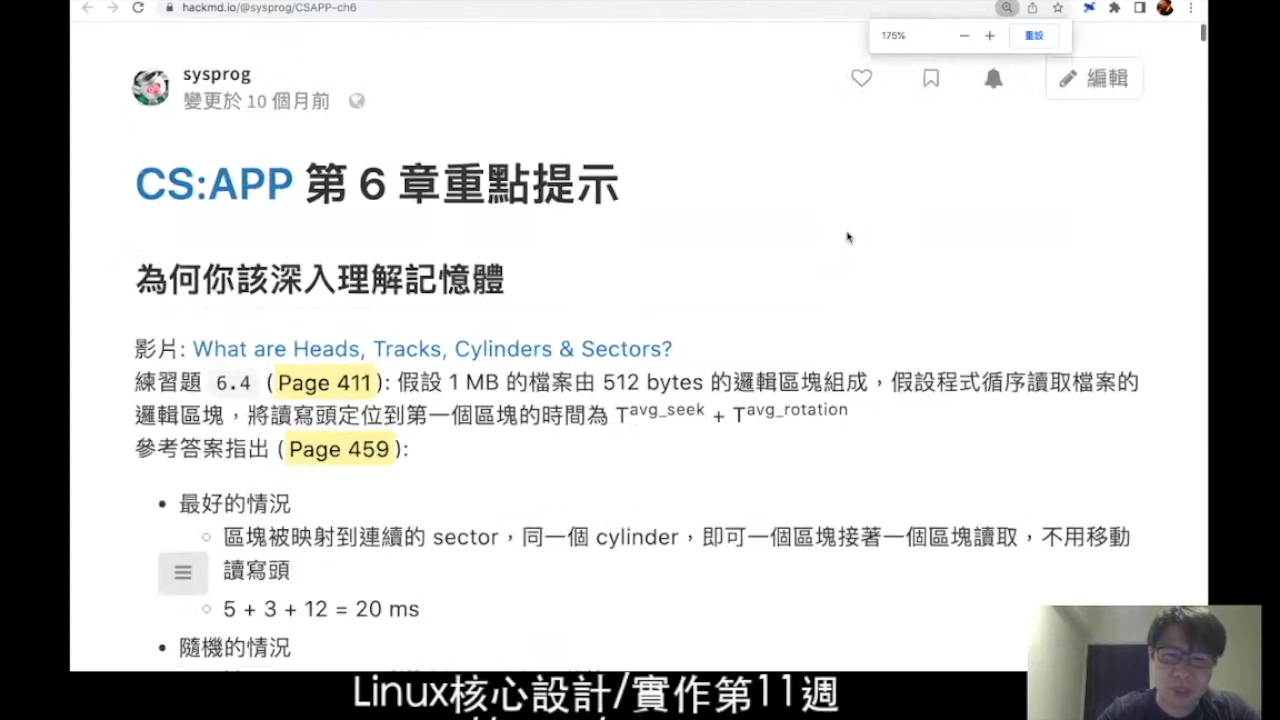 hackmd.io/@sysprog/CSAPP-ch6
175%
重設
sysprog
變更於 10 個月前
編輯
CS:APP 第 6 章重點提示
為何你該深入理解記憶體
影片: What are Heads, Tracks, Cylinders & Sectors?
練習題 6.4 (Page 411): 假設 1 MB 的檔案由 512 bytes 的邏輯區塊組成，假設程式循序讀取檔案的
邏輯區塊，將讀寫頭定位到第一個區塊的時間為 Tavg_seek + Tavg_rotation
參考答案指出 (Page 459):
• 最好的情況
○ 區塊被映射到連續的 sector，同一個 cylinder，即可一個區塊接著一個區塊讀取，不用移動
讀寫頭
○ 5 + 3 + 12 = 20 ms
• 隨機的情況
Linux核心設計/實作第11週